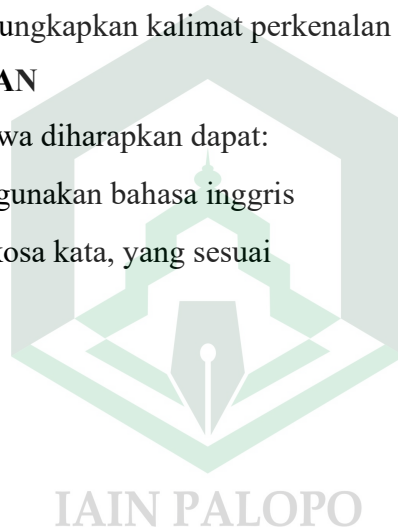 ungkapkan kalimat perkenalan
AN
wa diharapkan dapat:
gunakan bahasa inggris
kosa kata, yang sesuai
IAIN PALOPO